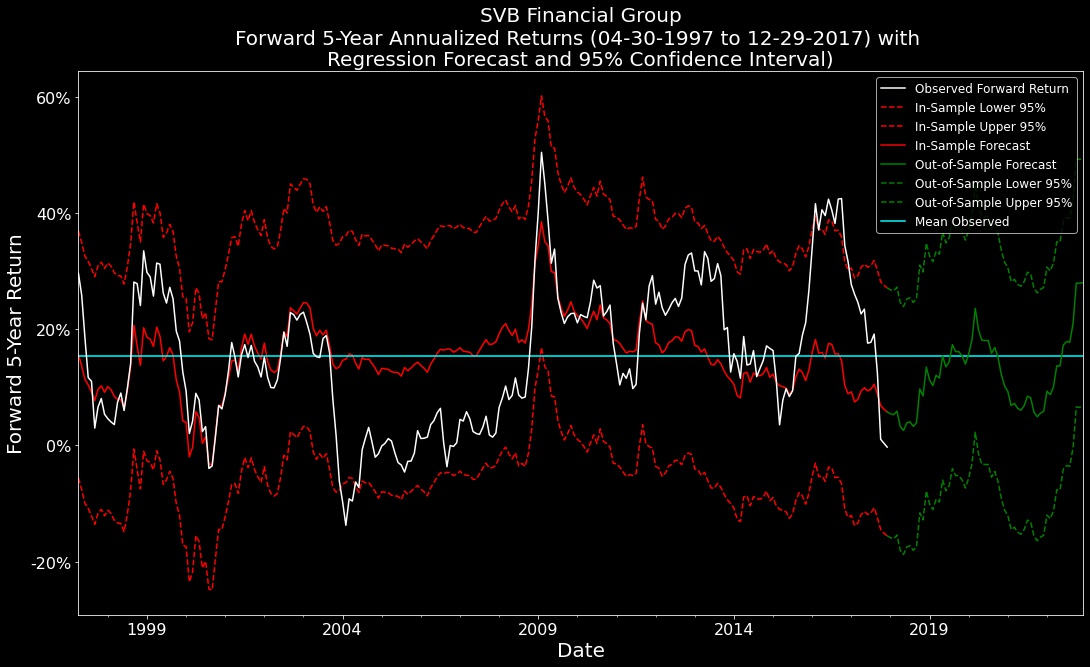 SVB Financial Group
Forward 5-Year Annualized Returns (04-30-1997 to 12-29-2017) with
Regression Forecast and 95% Confidence Interval)
Forward 5-Year Return
60%
40%
20%
0%
-20%
Observed Forward Return
In-Sample Lower 95%
In-Sample Upper 95%
In-Sample Forecast
Out-of-Sample Forecast
Out-of-Sample Lower 95%
Out-of-Sample Upper 95%
Mean Observed
1999
2004
2009
2014
2019
Date